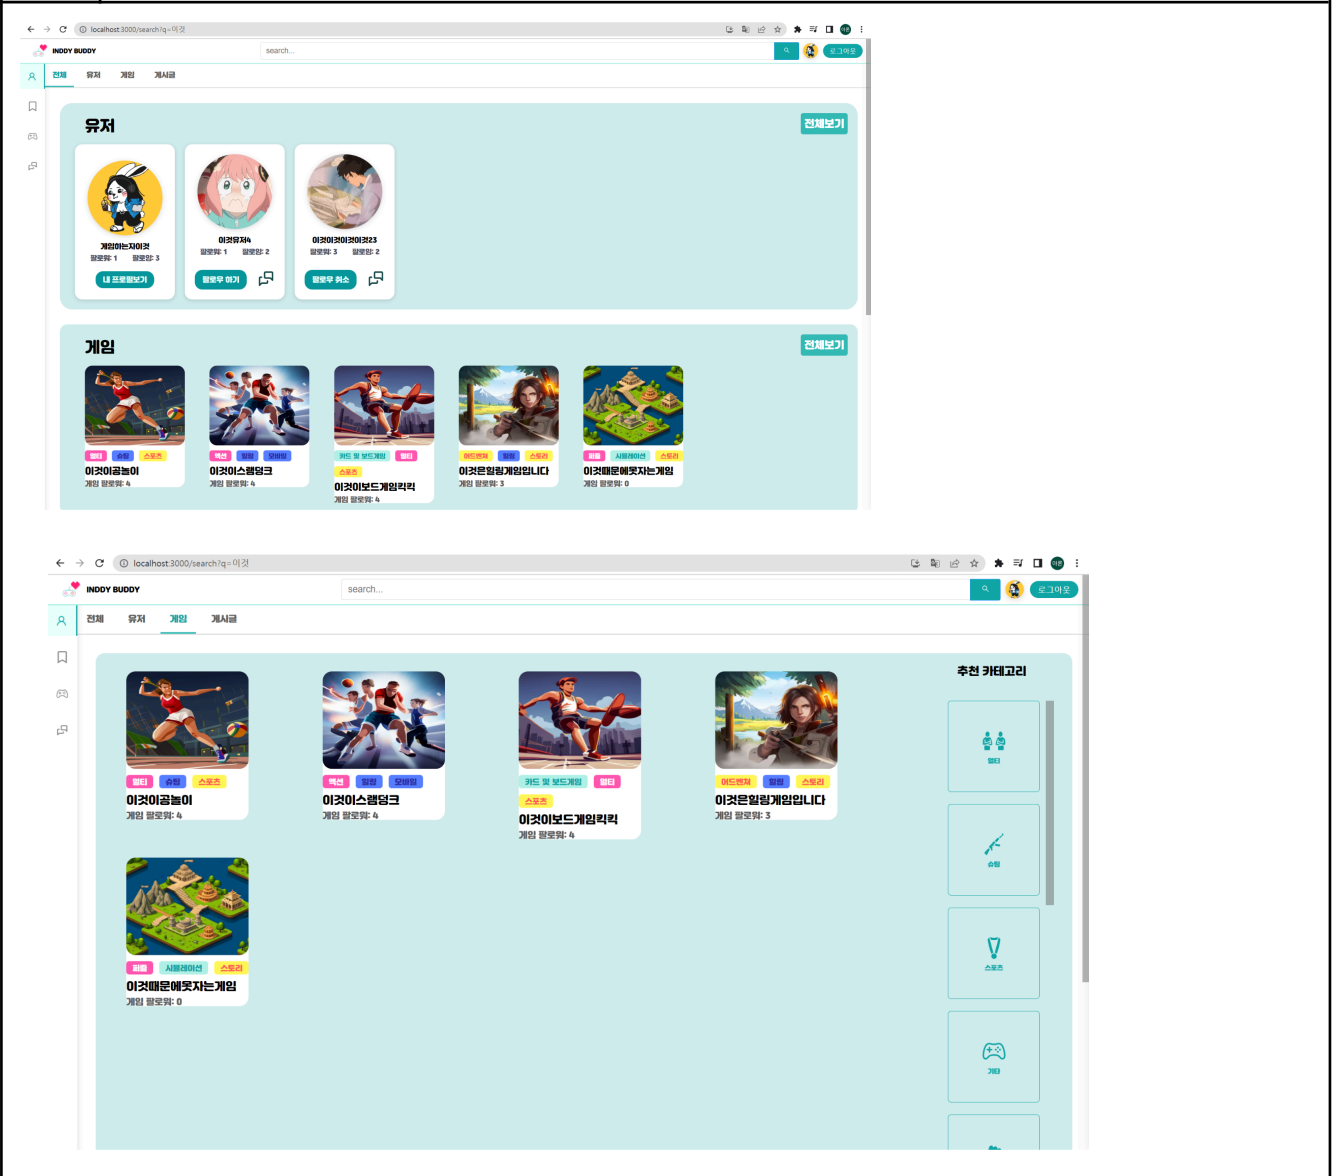 localhost:3000/search?q=이것
INDDY BUDDY
search...
로그아웃
전체 유저 게임 게시글
유저
전체보기
게임하는자이것
팔로워: 1 팔로잉: 3
내 프로필보기
이것유저4
팔로워: 1 팔로잉: 2
팔로우 하기
이것이것이것이것23
팔로워: 3 팔로잉: 2
팔로우 취소
게임
전체보기
멀티 슈팅 스포츠
이것이공놀이
게임 팔로워: 4
액션 힐링 모바일
이것이스램덩크
게임 팔로워: 4
카드 및 보드게임 멀티
스포츠
이것이보드게임킥킥
게임 팔로워: 4
어드벤쳐 힐링 스토리
이것은힐링게임입니다
게임 팔로워: 3
퍼즐 시뮬레이션 스토리
이것때문에못자는게임
게임 팔로워: 0
localhost:3000/search?q=이것
INDDY BUDDY
search...
로그아웃
전체 유저 게임 게시글
멀티 슈팅 스포츠
이것이공놀이
게임 팔로워: 4
액션 힐링 모바일
이것이스램덩크
게임 팔로워: 4
카드 및 보드게임 멀티
스포츠
이것이보드게임킥킥
게임 팔로워: 4
어드벤쳐 힐링 스토리
이것은힐링게임입니다
게임 팔로워: 3
퍼즐 시뮬레이션 스토리
이것때문에못자는게임
게임 팔로워: 0
추천 카테고리
멀티
슈팅
스포츠
기타